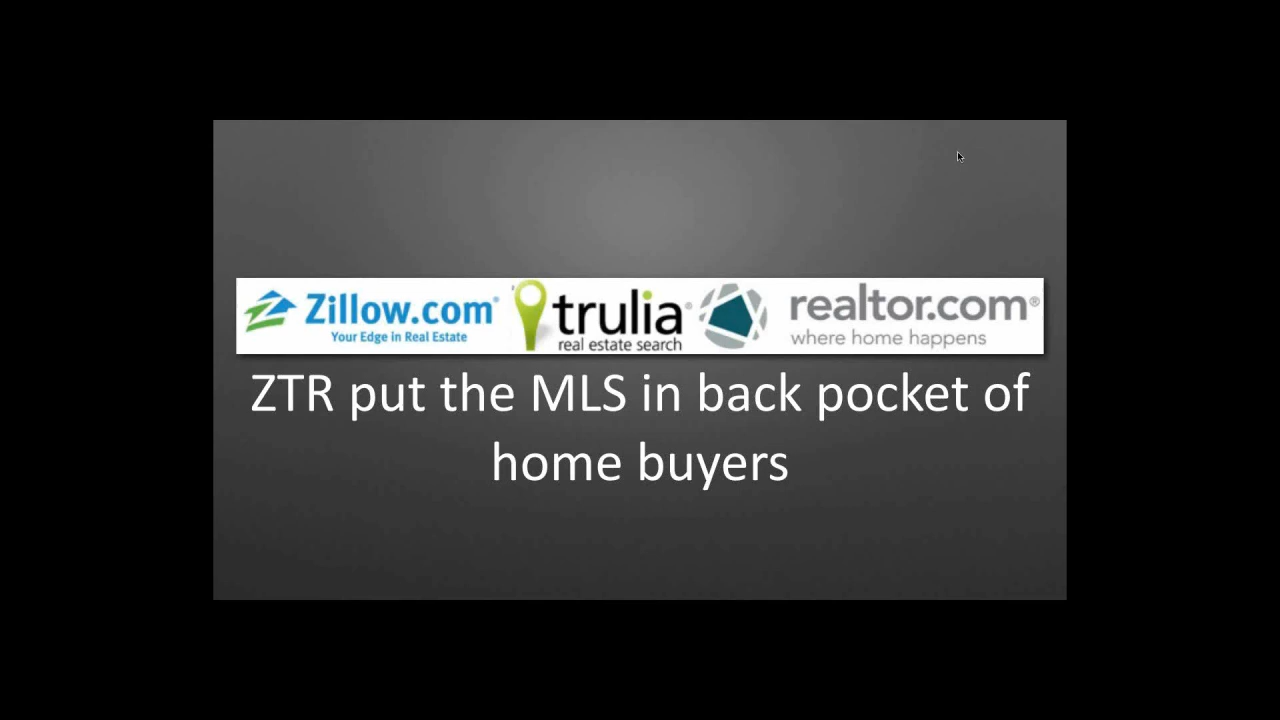 Zillow.com® trulia® realtor.com®
Your Edge in Real Estate real estate search where home happens
ZTR put the MLS in back pocket of
home buyers